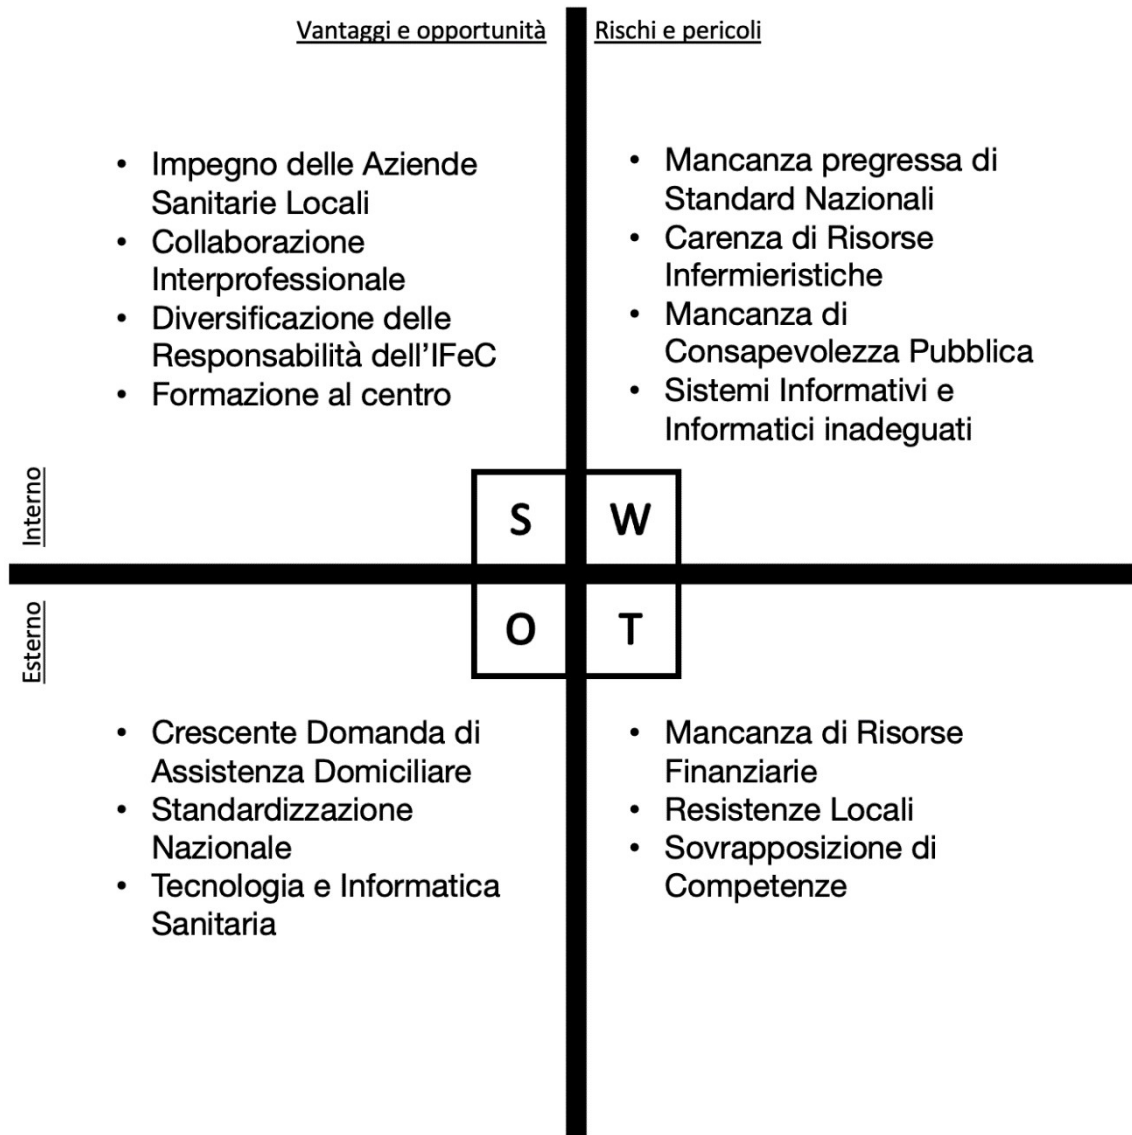 Vantaggi e opportunità
Rischi e pericoli
• Impegno delle Aziende
Sanitarie Locali
• Collaborazione
Interprofessionale
• Diversificazione delle
Responsabilità dell'IFeC
• Formazione al centro
• Mancanza pregressa di
Standard Nazionali
• Carenza di Risorse
Infermieristiche
• Mancanza di
Consapevolezza Pubblica
• Sistemi Informativi e
Informatici inadeguati
Interno
S
W
O
T
Esterno
• Crescente Domanda di
Assistenza Domiciliare
• Standardizzazione
Nazionale
• Tecnologia e Informatica
Sanitaria
• Mancanza di Risorse
Finanziarie
• Resistenze Locali
• Sovrapposizione di
Competenze